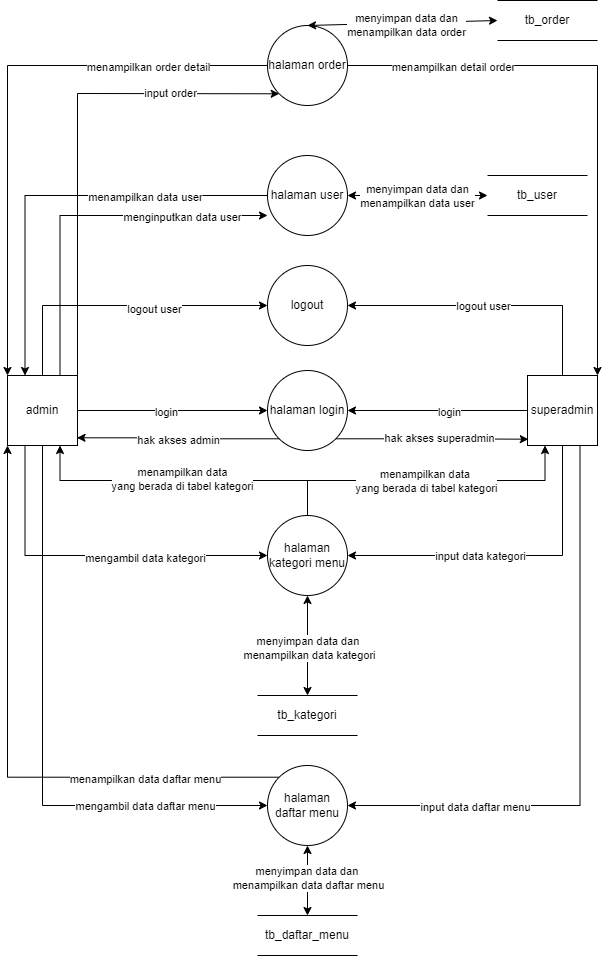 menyimpan data dan
menampilkan data order
tb_order
menampilkan order detail
halaman order
menampilkan detail order
input order
menampilkan data user
menginputkan data user
halaman user
menyimpan data dan
menampilkan data user
tb_user
logout user
logout
logout user
admin
login
halaman login
login
superadmin
hak akses admin
hak akses superadmin
menampilkan data
yang berada di tabel kategori
menampilkan data
yang berada di tabel kategori
mengambil data kategori
halaman
kategori menu
input data kategori
menyimpan data dan
menampilkan data kategori
tb_kategori
menampilkan data daftar menu
mengambil data daftar menu
halaman
daftar menu
input data daftar menu
menyimpan data dan
menampilkan data daftar menu
tb_daftar_menu